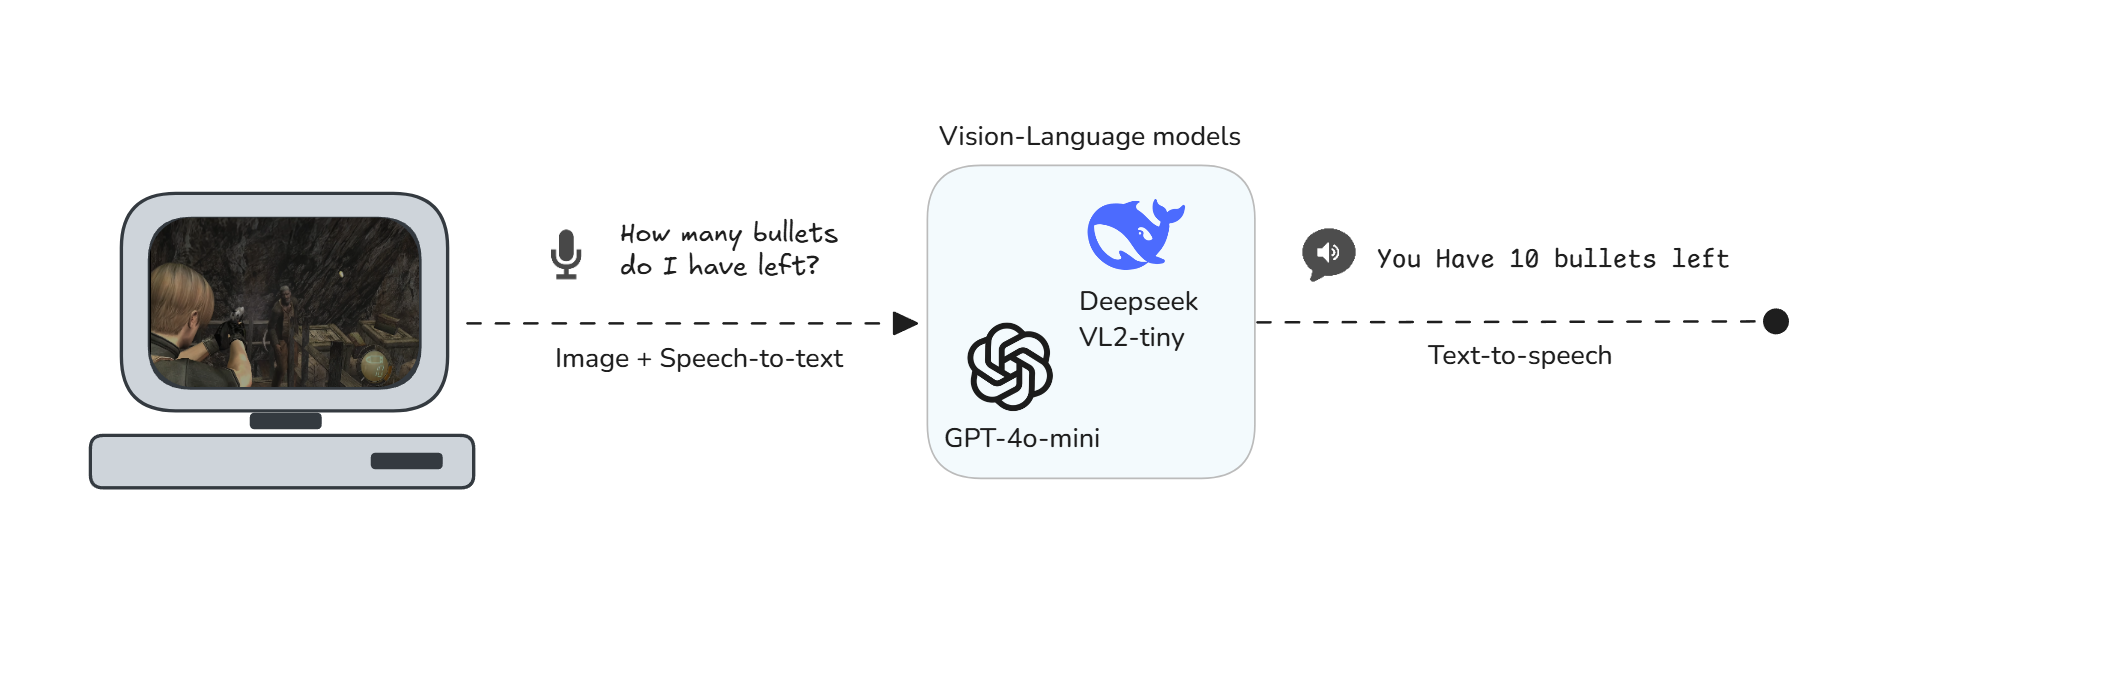 Vision-Language models
How many bullets
do I have left?
Image + Speech-to-text
Deepseek
VL2-tiny
GPT-4o-mini
You Have 10 bullets left
Text-to-speech